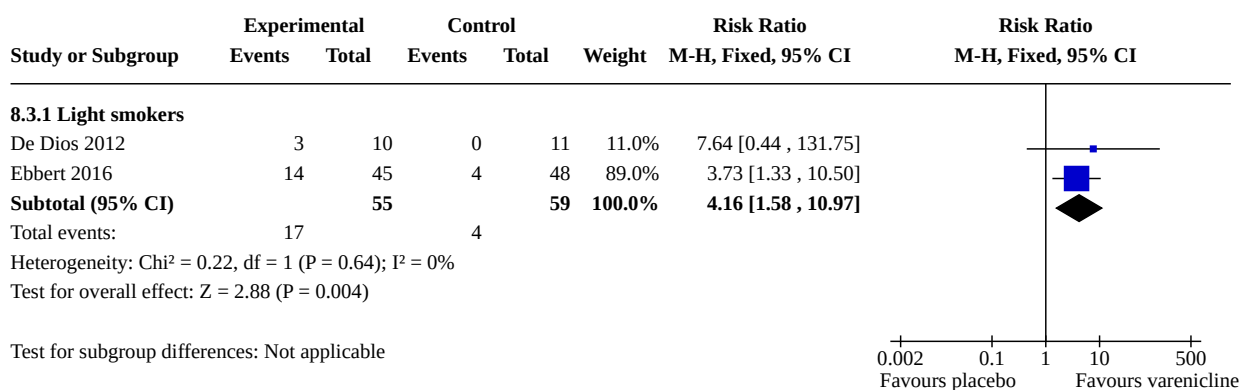 Experimental Control Risk Ratio Risk Ratio
Study or Subgroup Events Total Events Total Weight M-H, Fixed, 95% CI M-H, Fixed, 95% CI
8.3.1 Light smokers
De Dios 2012 3 10 0 11 11.0% 7.64 [0.44 , 131.75]
Ebbert 2016 14 45 4 48 89.0% 3.73 [1.33 , 10.50]
Subtotal (95% CI) 55 59 100.0% 4.16 [1.58 , 10.97]
Total events: 17 4
Heterogeneity: Chi² = 0.22, df = 1 (P = 0.64); I² = 0%
Test for overall effect: Z = 2.88 (P = 0.004)
Test for subgroup differences: Not applicable
0.002 0.1 1 10 500
Favours placebo Favours varenicline